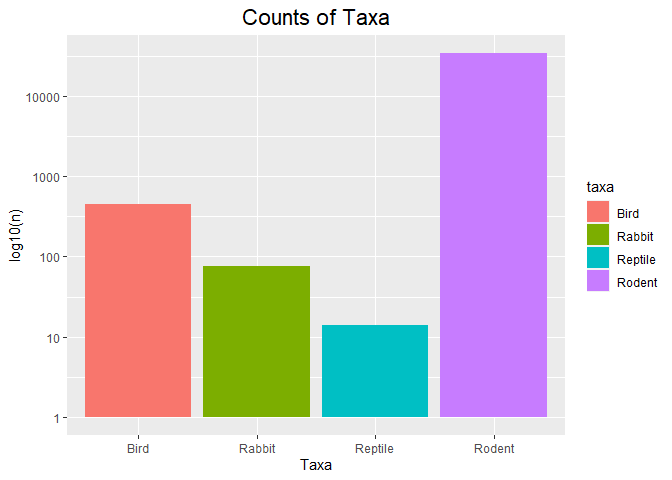 Counts of Taxa
log10(n)
10000
1000
100
10
1
Bird
Rabbit
Reptile
Rodent
Taxa
taxa
Bird
Rabbit
Reptile
Rodent